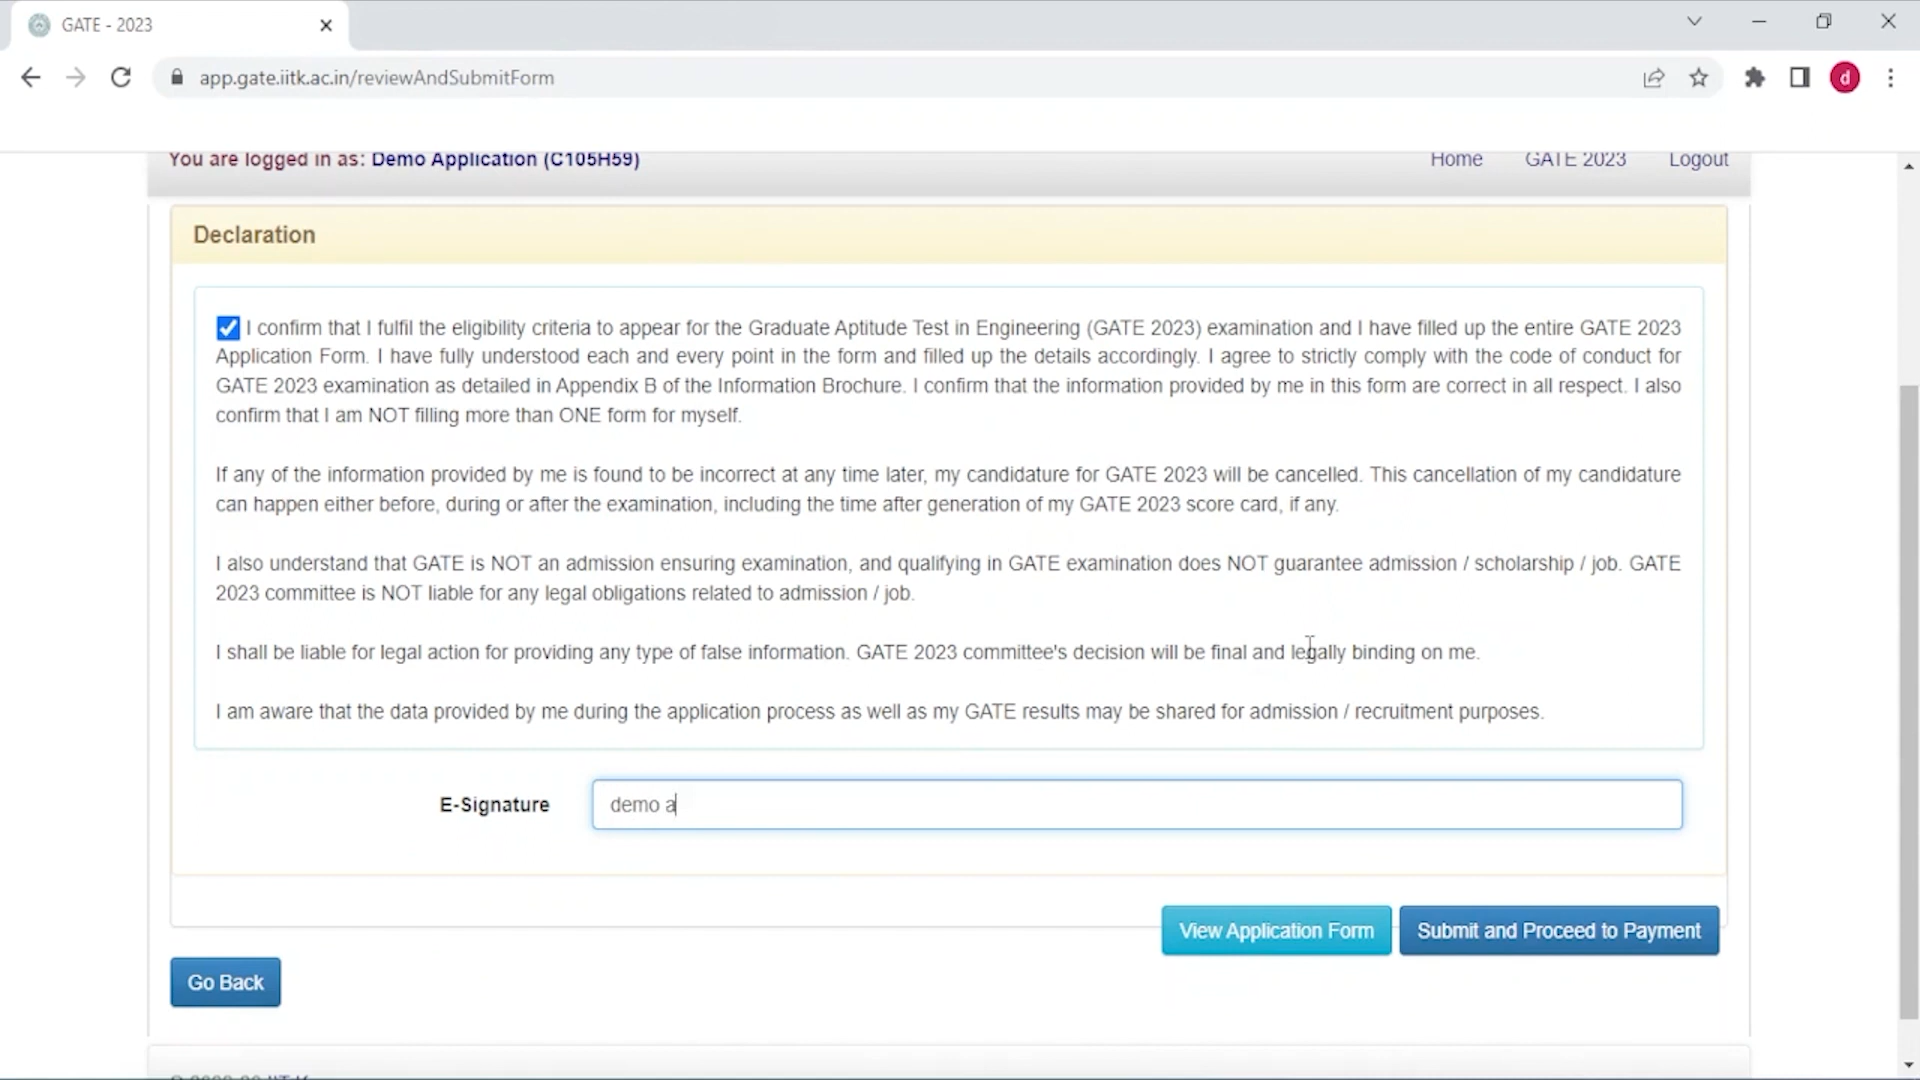 GATE - 2023
app.gate.iitk.ac.in/reviewAndSubmitForm
d
You are logged in as: Demo Application (C105H59)
Home GATE 2023 Logout
Declaration
I confirm that I fulfil the eligibility criteria to appear for the Graduate Aptitude Test in Engineering (GATE 2023) examination and I have filled up the entire GATE 2023
Application Form. I have fully understood each and every point in the form and filled up the details accordingly. I agree to strictly comply with the code of conduct for
GATE 2023 examination as detailed in Appendix B of the Information Brochure. I confirm that the information provided by me in this form are correct in all respect. I also
confirm that I am NOT filling more than ONE form for myself.
If any of the information provided by me is found to be incorrect at any time later, my candidature for GATE 2023 will be cancelled. This cancellation of my candidature
can happen either before, during or after the examination, including the time after generation of my GATE 2023 score card, if any.
I also understand that GATE is NOT an admission ensuring examination, and qualifying in GATE examination does NOT guarantee admission / scholarship / job. GATE
2023 committee is NOT liable for any legal obligations related to admission / job.
I shall be liable for legal action for providing any type of false information. GATE 2023 committee's decision will be final and legally binding on me.
I am aware that the data provided by me during the application process as well as my GATE results may be shared for admission / recruitment purposes.
E-Signature
demo a
View Application Form
Submit and Proceed to Payment
Go Back